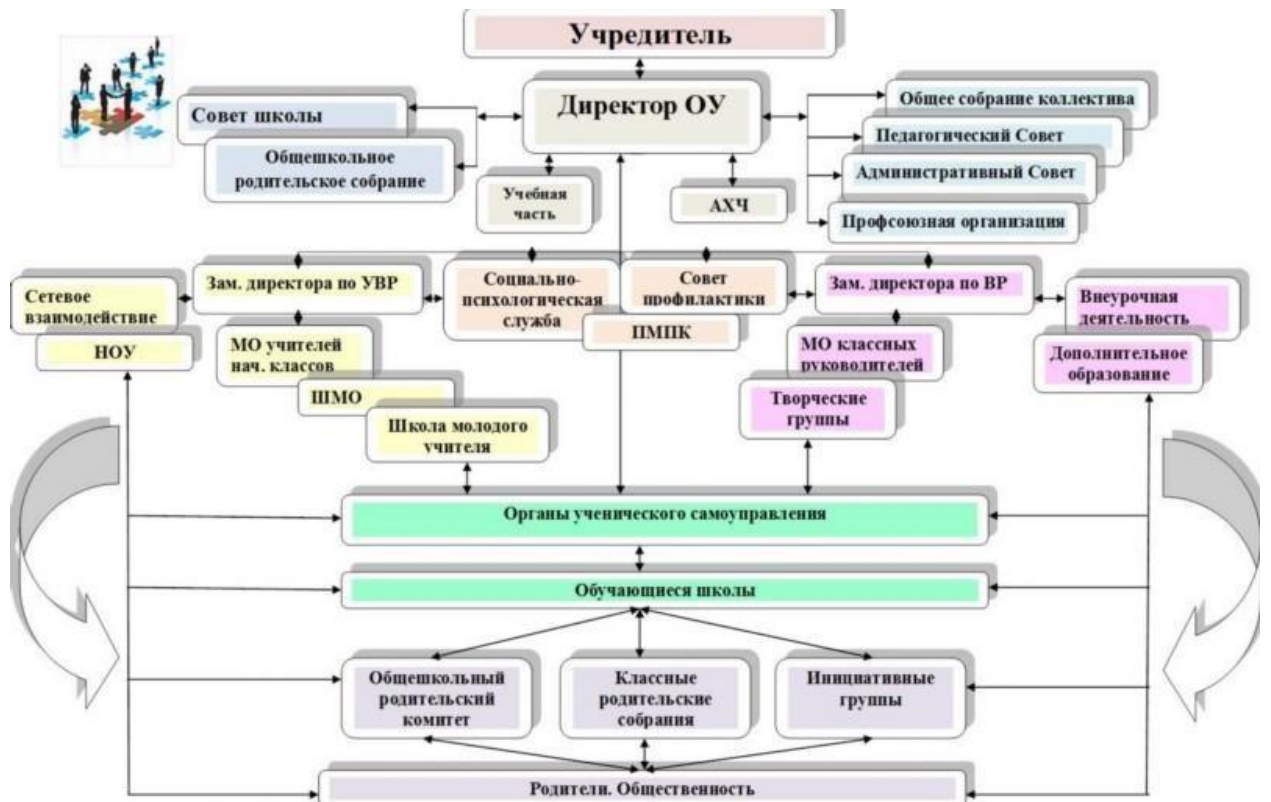 Учредитель
Директор ОУ
Совет школы
Общешкольное
родительское собрание
Общее собрание коллектива
Педагогический Совет
Административный Совет
Профсоюзная организация
Учебная
часть
АХЧ
Сетевое
взаимодействие
НОУ
Зам. директора по УВР
МО учителей
нач. классов
ШМО
Школа молодого
учителя
Социально-
психологическая
служба
Совет
профилактики
ПМПК
Зам. директора по ВР
МО классных
руководителей
Творческие
группы
Внеурочная
деятельность
Дополнительное
образование
Органы ученического самоуправления
Обучающиеся школы
Общешкольный
родительский
комитет
Классные
родительские
собрания
Инициативные
группы
Родители. Общественность